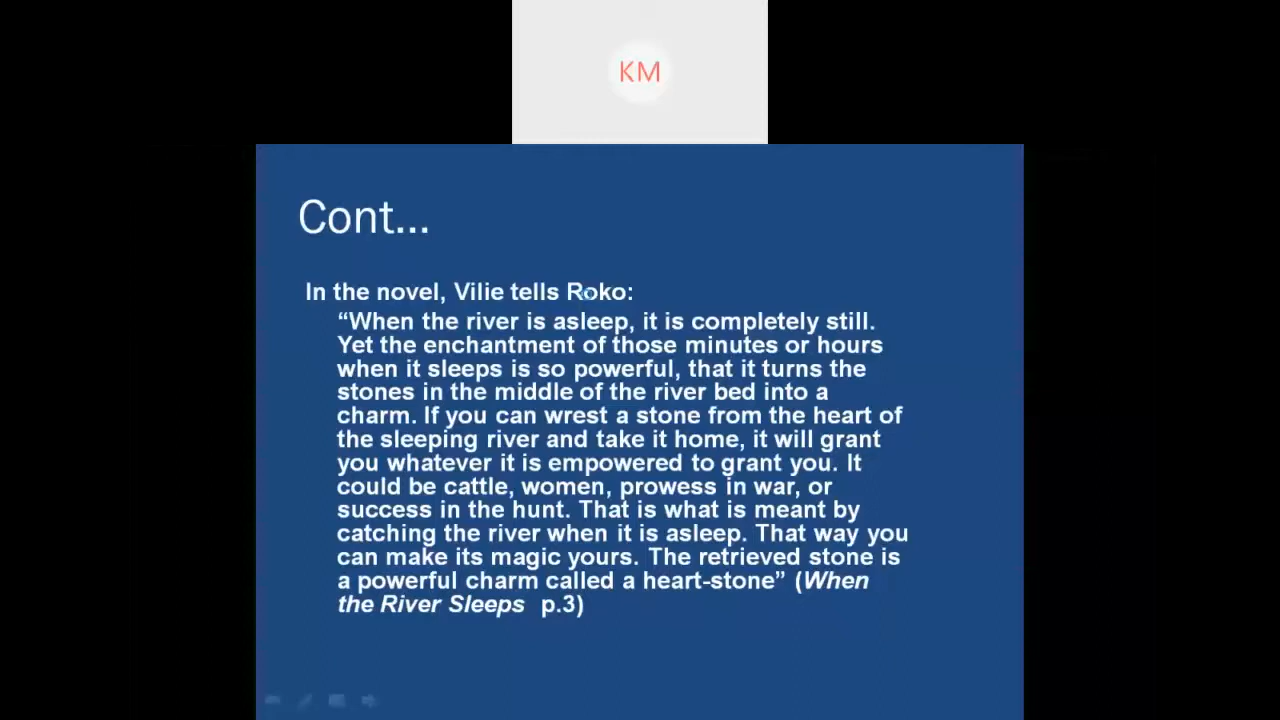 KM
Cont...
In the novel, Vilie tells Roko:
“When the river is asleep, it is completely still.
Yet the enchantment of those minutes or hours
when it sleeps is so powerful, that it turns the
stones in the middle of the river bed into a
charm. If you can wrest a stone from the heart of
the sleeping river and take it home, it will grant
you whatever it is empowered to grant you. It
could be cattle, women, prowess in war, or
success in the hunt. That is what is meant by
catching the river when it is asleep. That way you
can make its magic yours. The retrieved stone is
a powerful charm called a heart-stone” (When
the River Sleeps p.3)